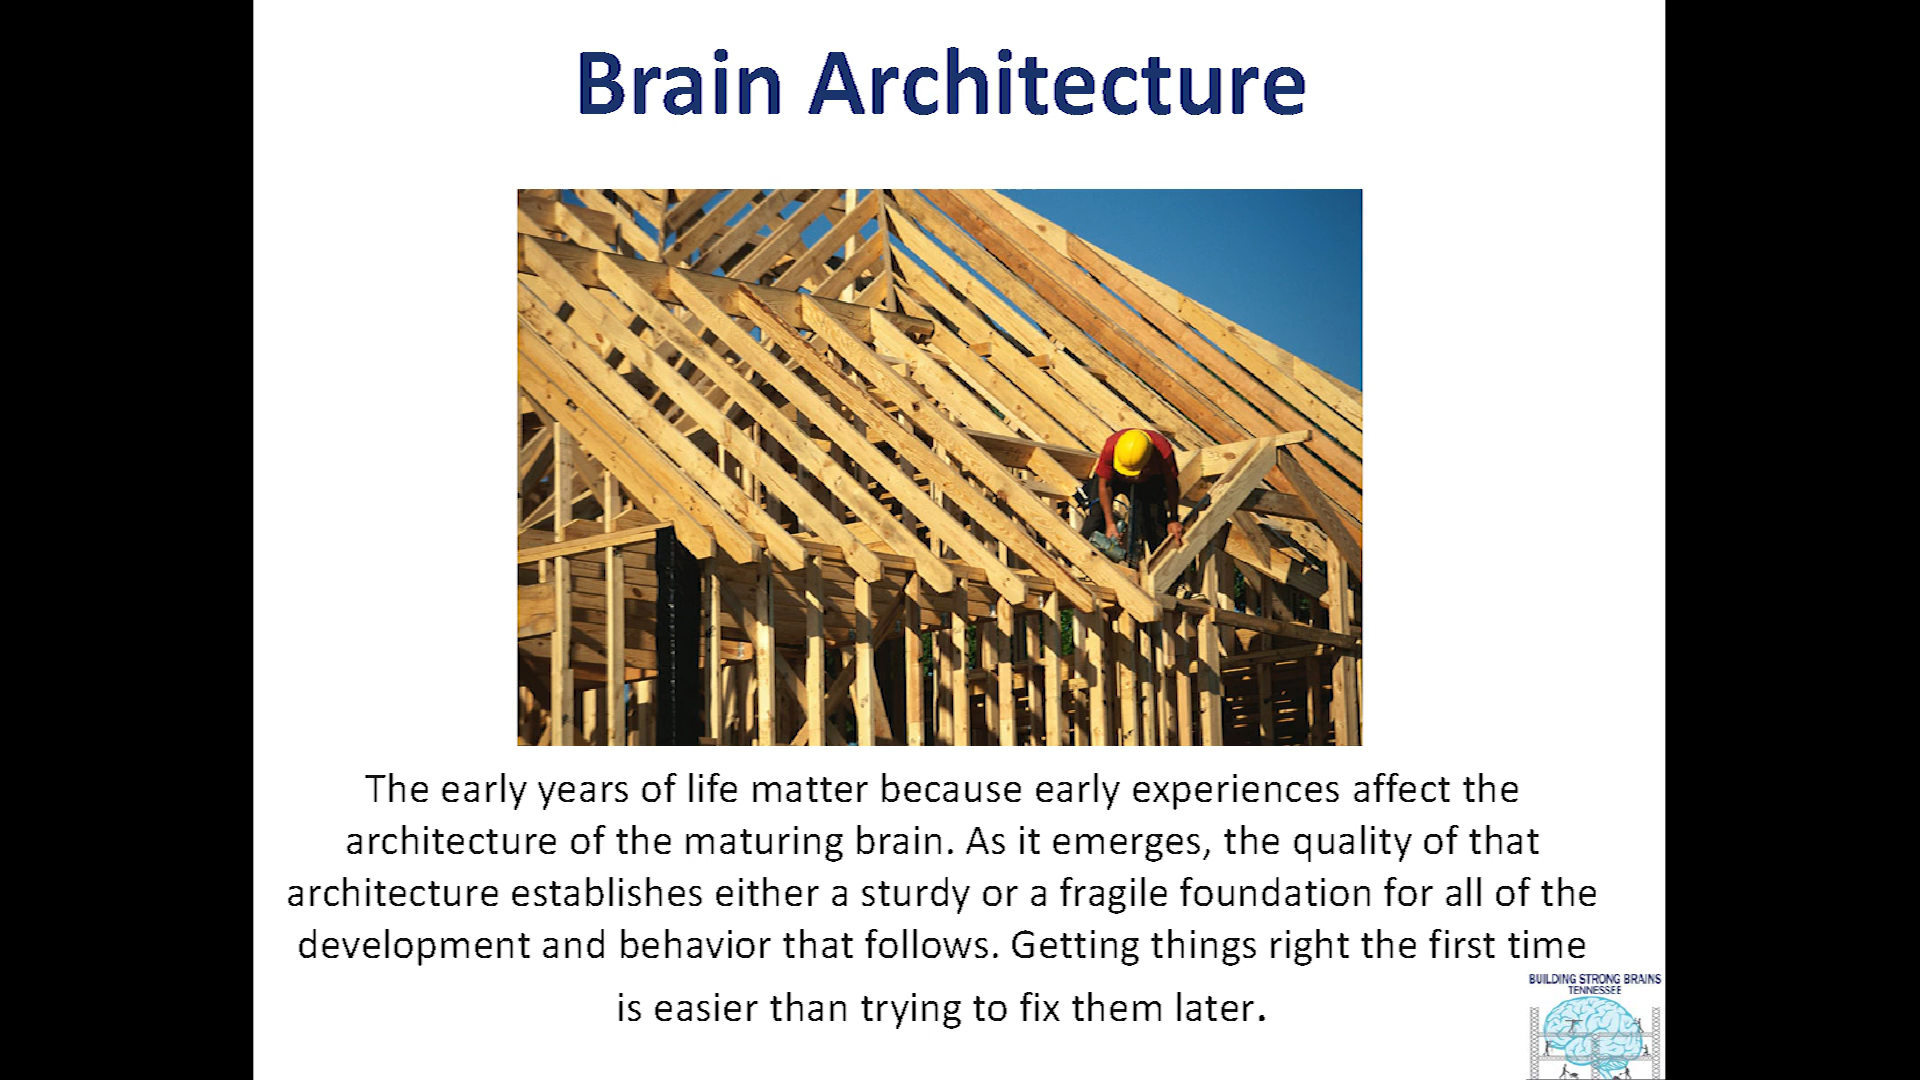 Brain Architecture
The early years of life matter because early experiences affect the
architecture of the maturing brain. As it emerges, the quality of that
architecture establishes either a sturdy or a fragile foundation for all of the
development and behavior that follows. Getting things right the first time
is easier than trying to fix them later.
BUILDING STRONG BRAINS
TENNESSEE